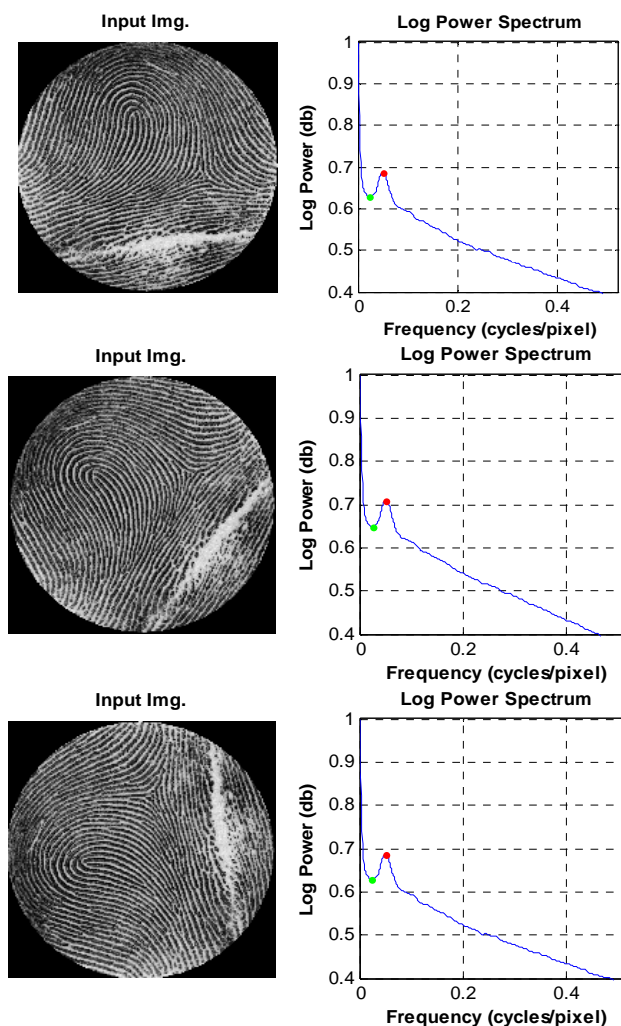 Input Img.
Log Power Spectrum
1
0.9
0.8
0.7
0.6
0.5
0.4
Log Power (db)
0 0.2 0.4
Frequency (cycles/pixel)
Input Img.
Log Power Spectrum
1
0.9
0.8
0.7
0.6
0.5
0.4
Log Power (db)
0 0.2 0.4
Frequency (cycles/pixel)
Input Img.
Log Power Spectrum
1
0.9
0.8
0.7
0.6
0.5
0.4
Log Power (db)
0 0.2 0.4
Frequency (cycles/pixel)